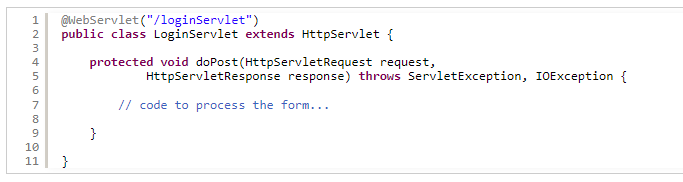 1 @WebServlet("/loginServlet")
2 public class LoginServlet extends HttpServlet {
3
4     protected void doPost(HttpServletRequest request,
5             HttpServletResponse response) throws ServletException, IOException {
6
7         // code to process the form...
8
9     }
10
11 }